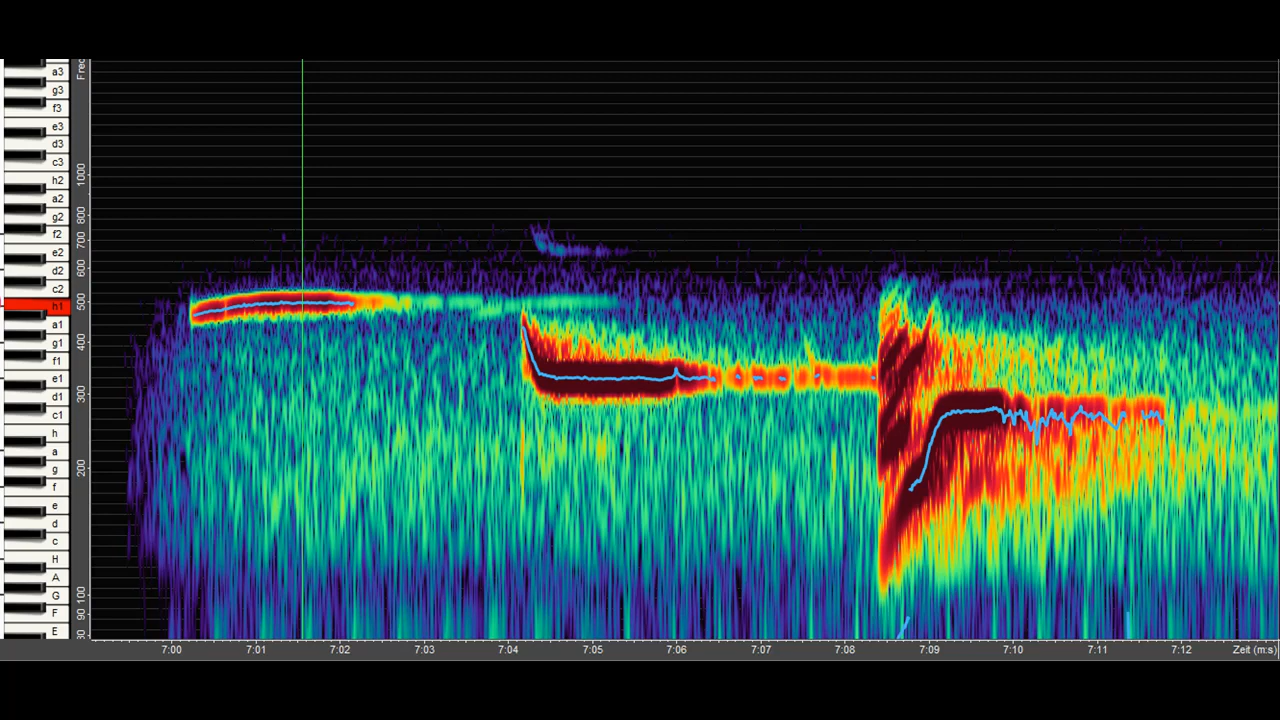 a3
g3
f3
e3
d3
c3
h2
a2
g2
f2
e2
d2
c2
h1
a1
g1
f1
e1
d1
c1
h
a
g
f
e
d
c
H
A
G
F
E
1000
800
700
600
500
400
300
200
100
90
7:00 7:01 7:02 7:03 7:04 7:05 7:06 7:07 7:08 7:09 7:10 7:11 7:12 Zeit (m:s)